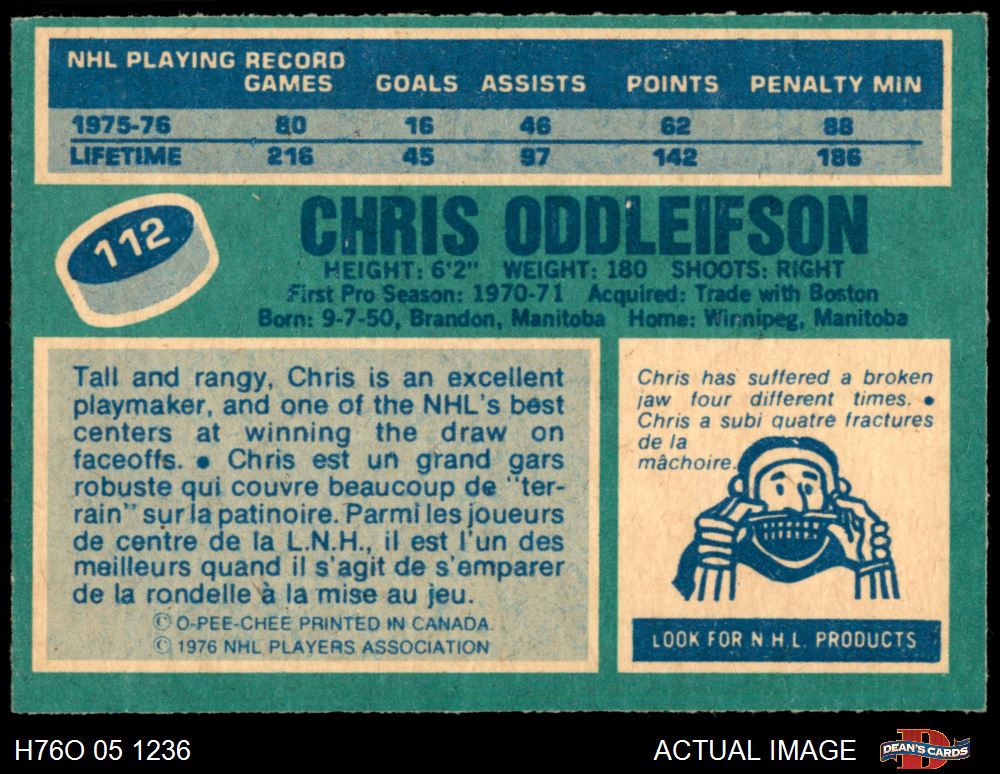 NHL PLAYING RECORD
GAMES GOALS ASSISTS POINTS PENALTY MIN
1975-76 80 16 46 62 88
LIFETIME 216 45 97 142 186
112
CHRIS ODDLEIFSON
HEIGHT: 6'2" WEIGHT: 180 SHOOTS: RIGHT
First Pro Season: 1970-71 Acquired: Trade with Boston
Born: 9-7-50, Brandon, Manitoba Home: Winnipeg, Manitoba
Tall and rangy, Chris is an excellent
playmaker, and one of the NHL's best
centers at winning the draw on
faceoffs. ● Chris est un grand gars
robuste qui couvre beaucoup de "ter-
rain" sur la patinoire. Parmi les joueurs
de centre de la L.N.H., il est l'un des
meilleurs quand il s'agit de s'emparer
de la rondelle à la mise au jeu.
© O-PEE-CHEE PRINTED IN CANADA.
© 1976 NHL PLAYERS ASSOCIATION
Chris has suffered a broken
jaw four different times. ●
Chris a subi quatre fractures
de la
mâchoire.
LOOK FOR N.H.L. PRODUCTS
H76O 05 1236 ACTUAL IMAGE DEAN'S CARDS